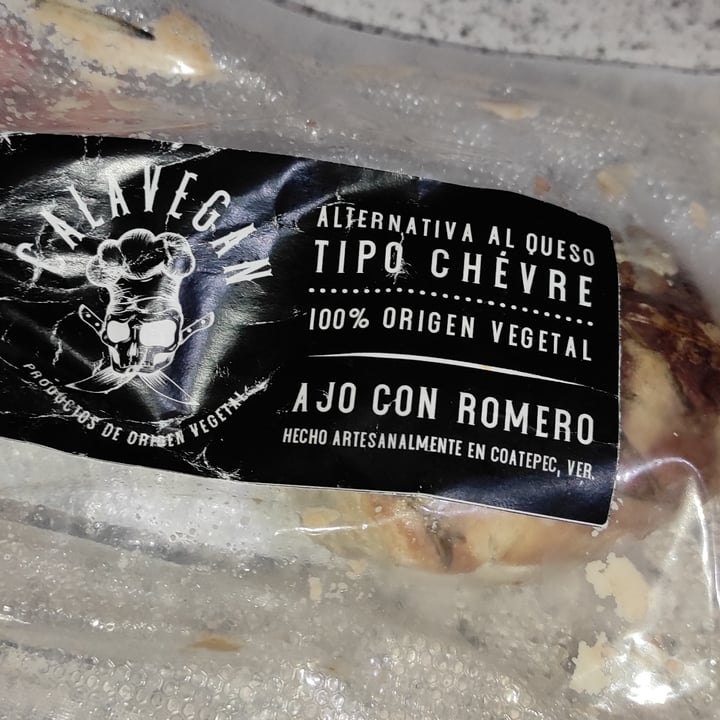 CALAVEGAN
PRODUCTOS DE ORIGEN VEGETAL
ALTERNATIVA AL QUESO
TIPO CHÉVRE
100% ORIGEN VEGETAL
AJO CON ROMERO
HECHO ARTESANALMENTE EN COATEPEC, VER.